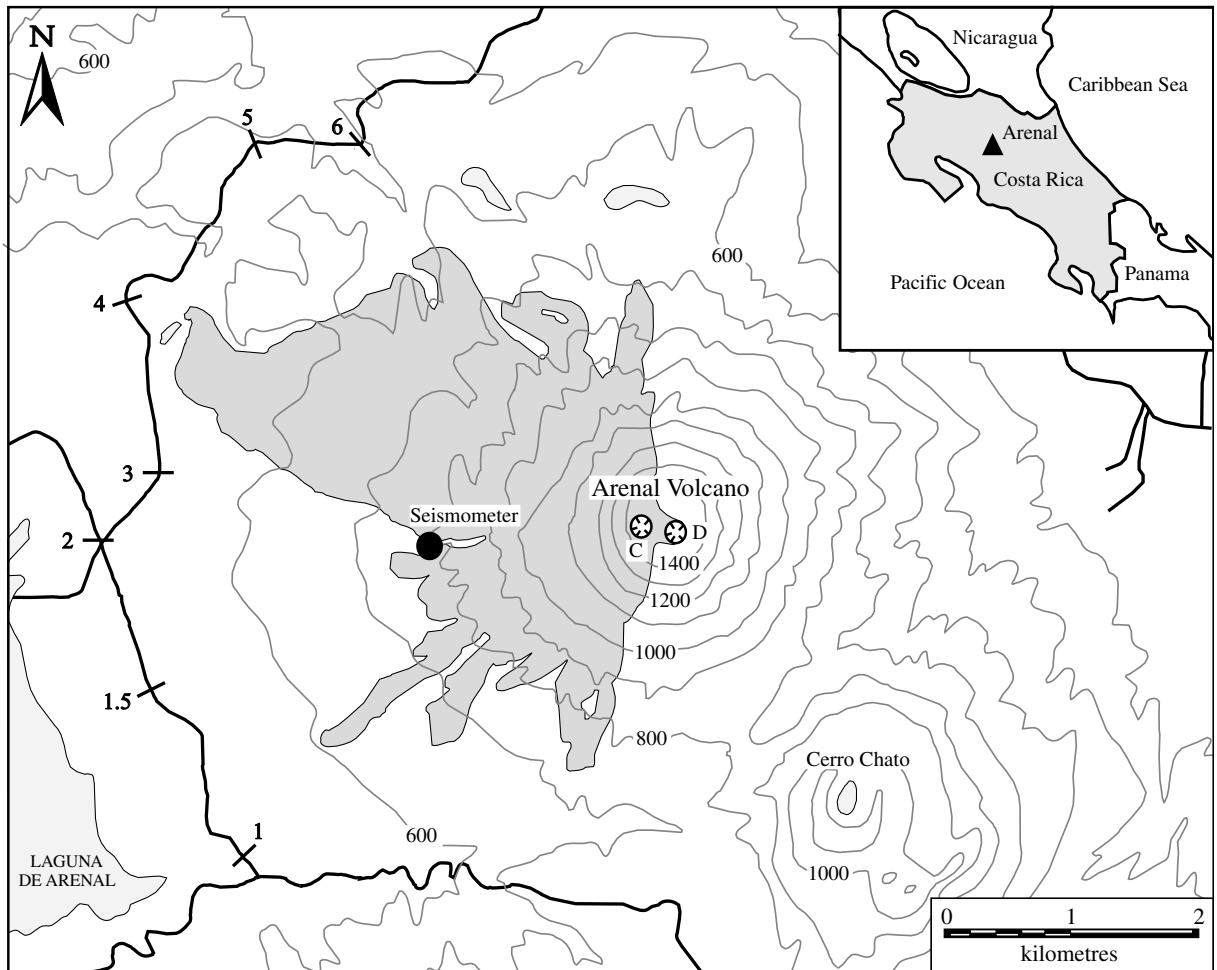 N
600
5
6
4
3
2
1.5
1
Nicaragua
Caribbean Sea
Arenal
Costa Rica
Pacific Ocean
Panama
600
Arenal Volcano
Seismometer
C
D
1400
1200
1000
800
Cerro Chato
600
1000
LAGUNA
DE ARENAL
0 1 2
kilometres